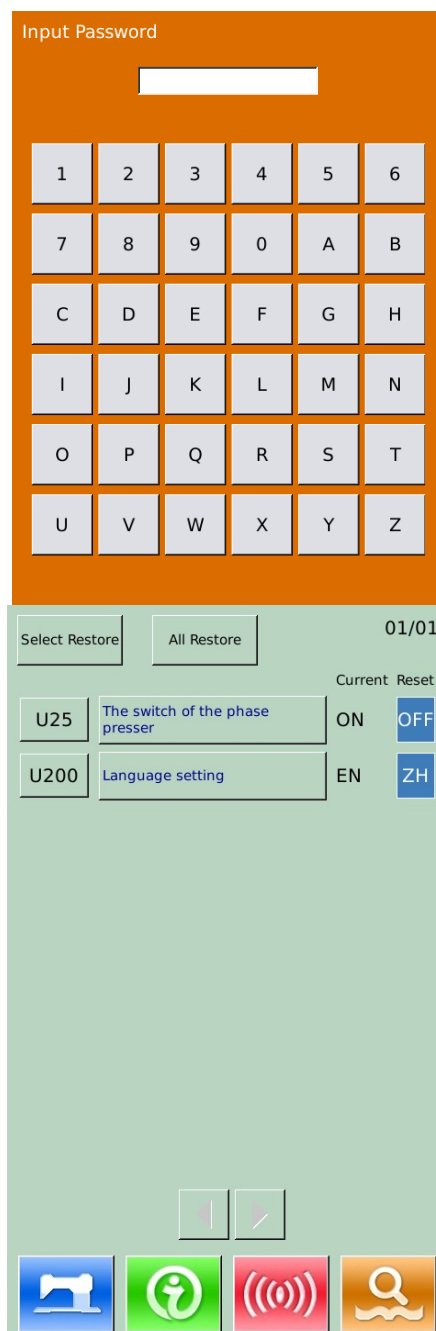 Input Password
1 2 3 4 5 6
7 8 9 0 A B
C D E F G H
I J K L M N
O P Q R S T
U V W X Y Z
Select Restore All Restore 01/01
Current Reset
U25 The switch of the phase presser ON OFF
U200 Language setting EN ZH